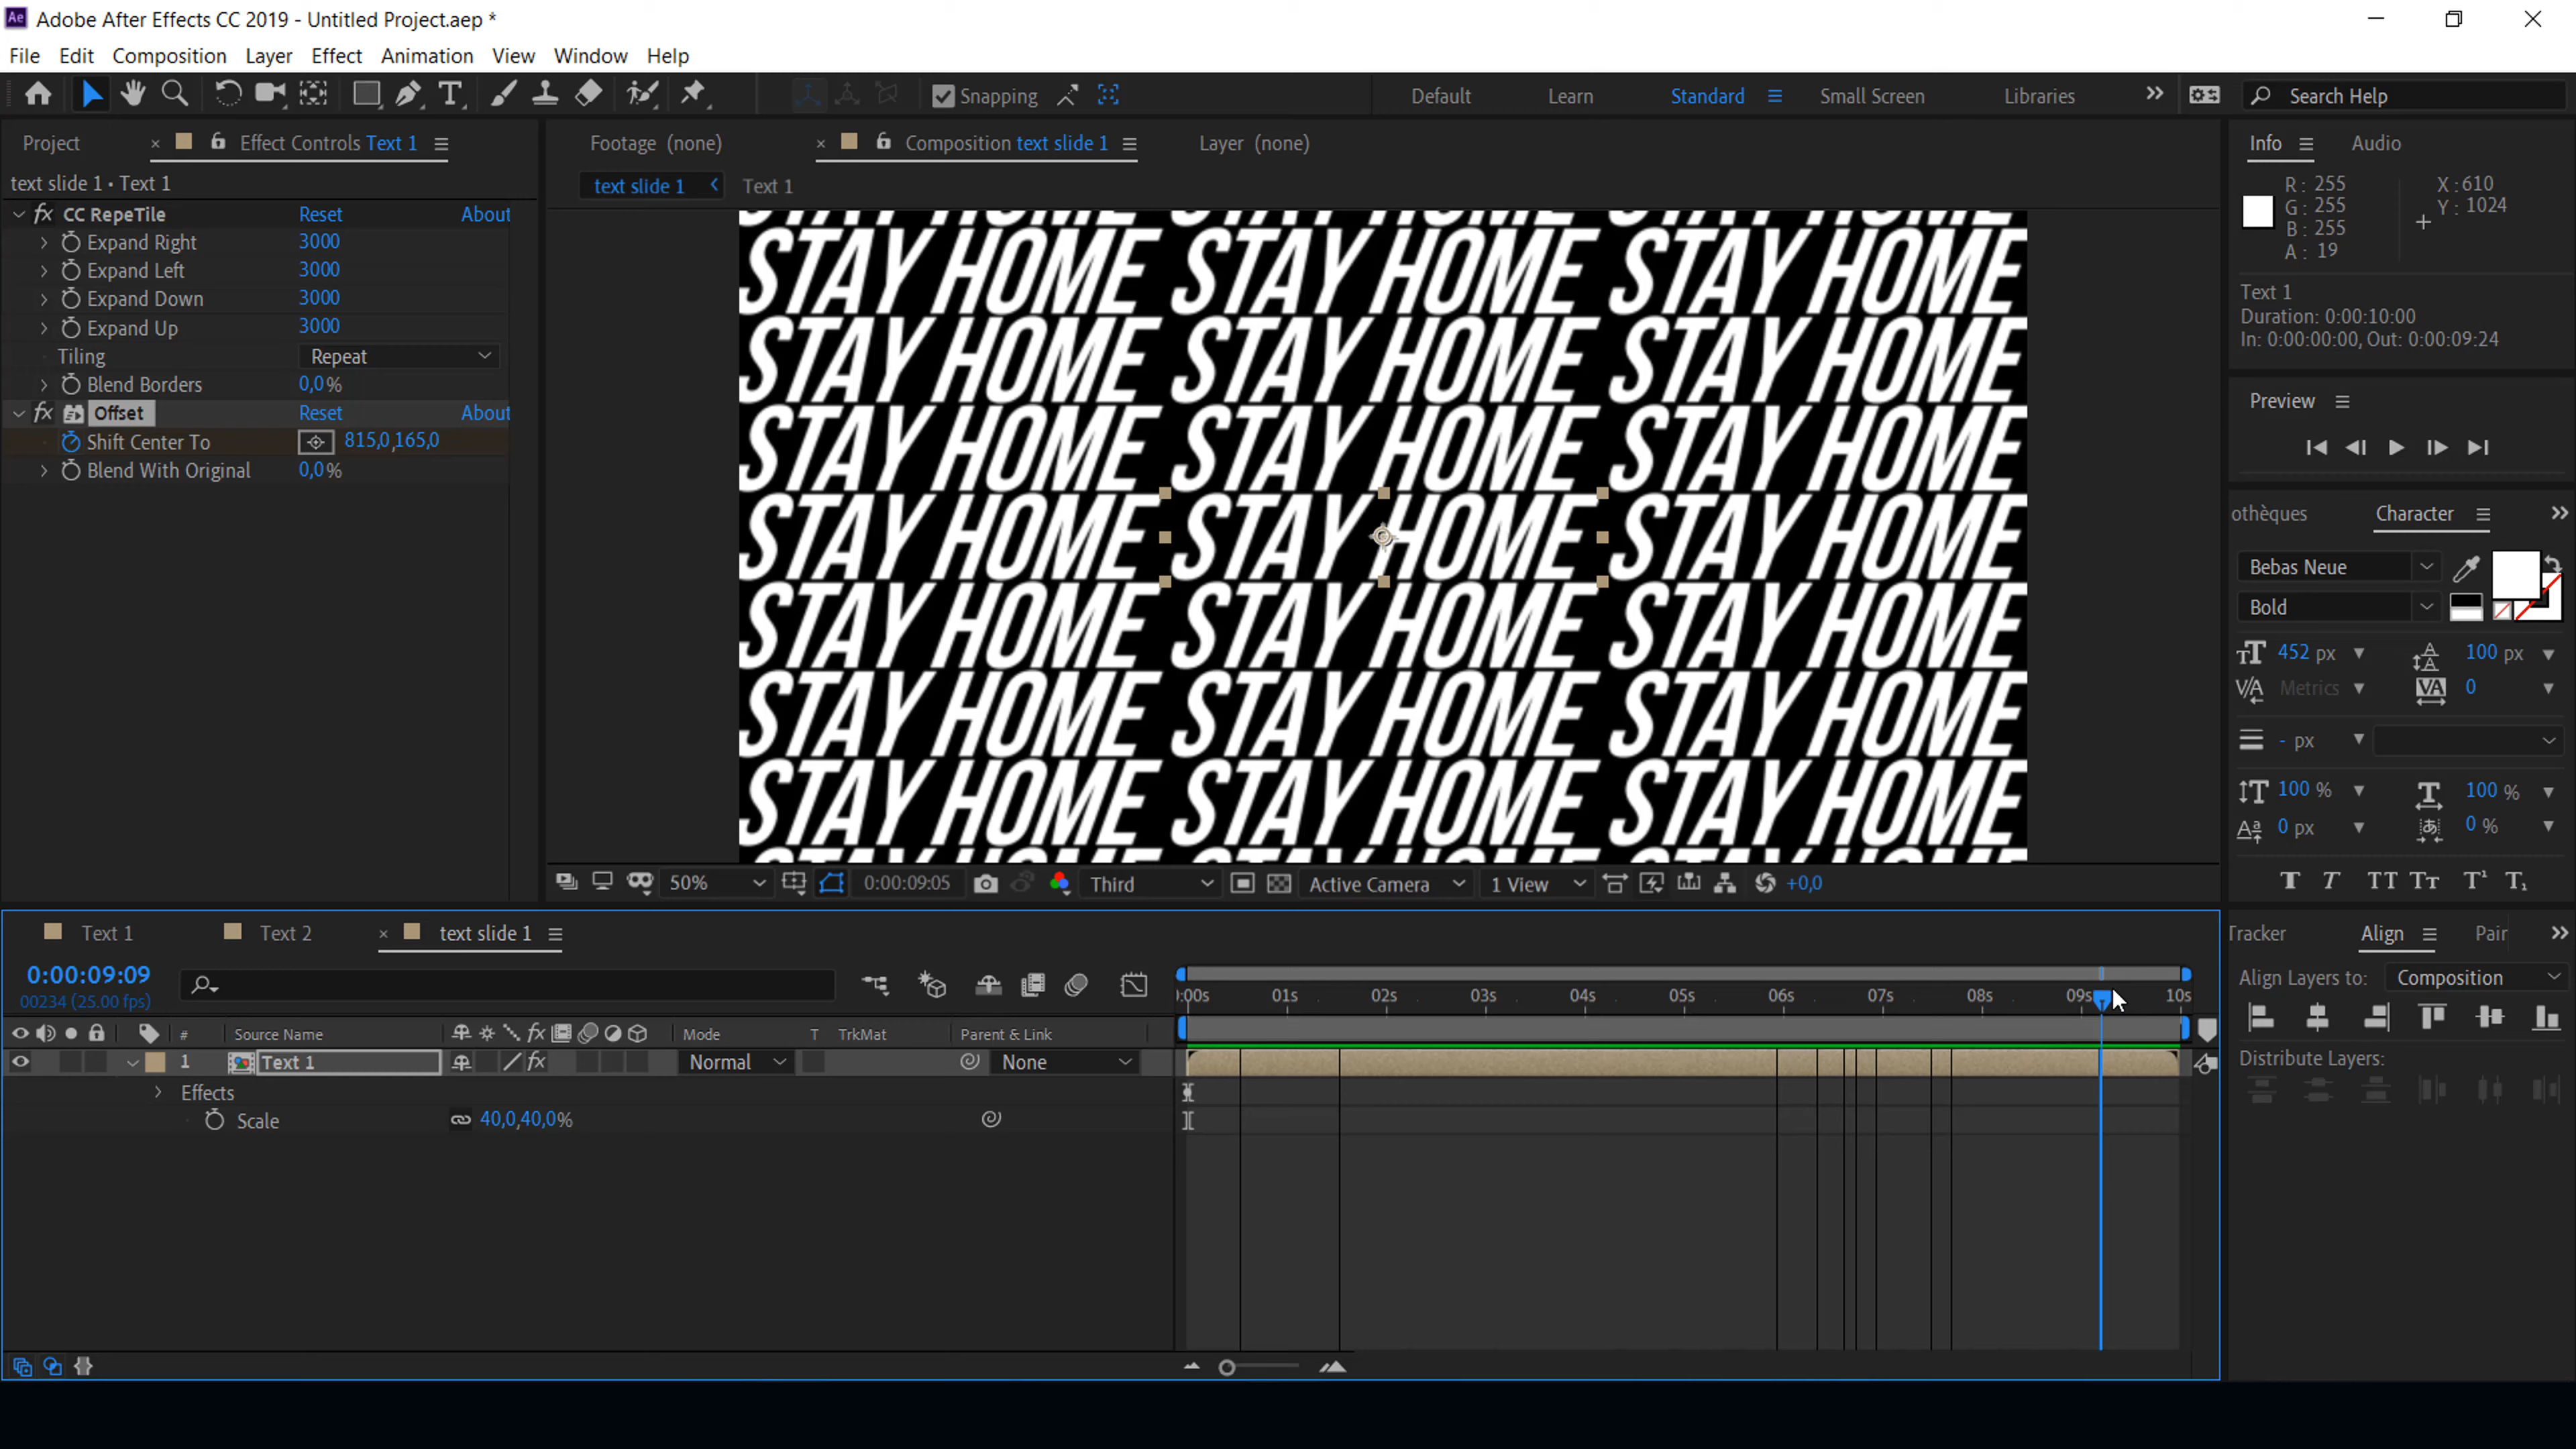 Ae Adobe After Effects CC 2019 - Untitled Project.aep *
File Edit Composition Layer Effect Animation View Window Help
Snapping Default Learn Standard Small Screen Libraries Search Help
Project Effect Controls Text 1 Footage (none) Composition text slide 1 Layer (none) Info Audio
text slide 1 • Text 1
text slide 1 Text 1
CC RepeTile Reset About
Expand Right 3000
Expand Left 3000
Expand Down 3000
Expand Up 3000
Tiling Repeat
Blend Borders 0,0%
Offset Reset About
Shift Center To 815,0,165,0
Blend With Original 0,0%
STAY HOME STAY HOME STAY HOME
STAY HOME STAY HOME STAY HOME
STAY HOME STAY HOME STAY HOME
STAY HOME STAY HOME STAY HOME
STAY HOME STAY HOME STAY HOME
STAY HOME STAY HOME STAY HOME
STAY HOME STAY HOME STAY HOME
50% 0:00:09:05 Third Active Camera 1 View +0,0
R: 255 X: 610
G: 255 Y: 1024
B: 255
A: 19
Text 1
Duration: 0:00:10:00
In: 0:00:00:00, Out: 0:00:09:24
Preview
othèques Character
Bebas Neue
Bold
452 px 100 px
Metrics 0
- px
100 % 100 %
0 px 0 %
Text 1 Text 2 text slide 1
0:00:09:09
00234 (25.00 fps)
:00s 01s 02s 03s 04s 05s 06s 07s 08s 09s 10s
# Source Name Mode T TrkMat Parent & Link
1 Text 1 Normal None
Effects
Scale 40,0,40,0%
Tracker Align Pair
Align Layers to: Composition
Distribute Layers: